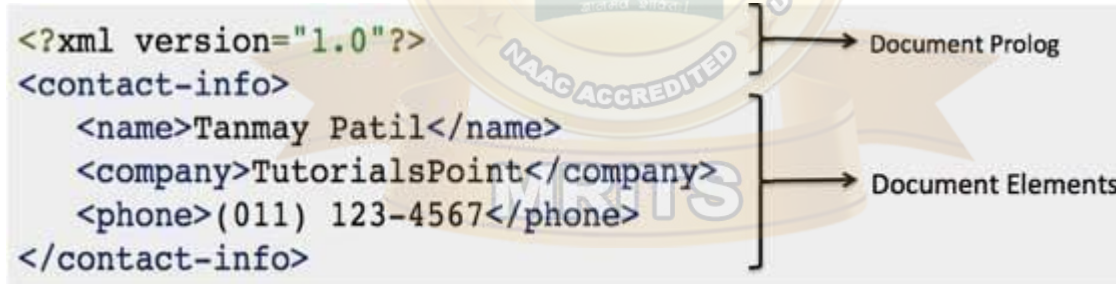 <?xml version="1.0"?>
<contact-info>
<name>Tanmay Patil</name>
<company>TutorialsPoint</company>
<phone>(011) 123-4567</phone>
</contact-info>
Document Prolog
Document Elements
NAAC ACCREDITED
MRITS